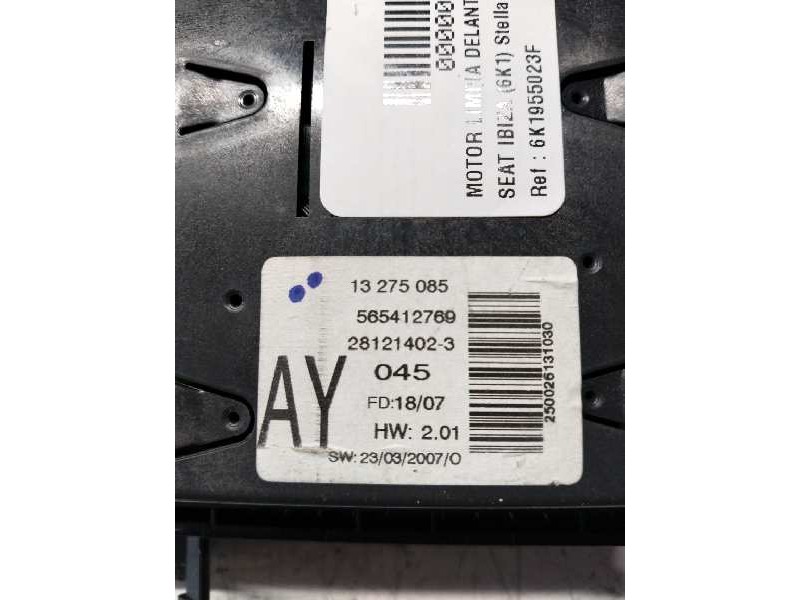 00000
MOTOR LIMPIA DELANT
SEAT IBIZA (6K1) Stella
Ref : 6K1955023F
13 275 085
565412769
28121402-3
AY
045
FD:18/07
HW: 2.01
SW: 23/03/2007/O
250026131030